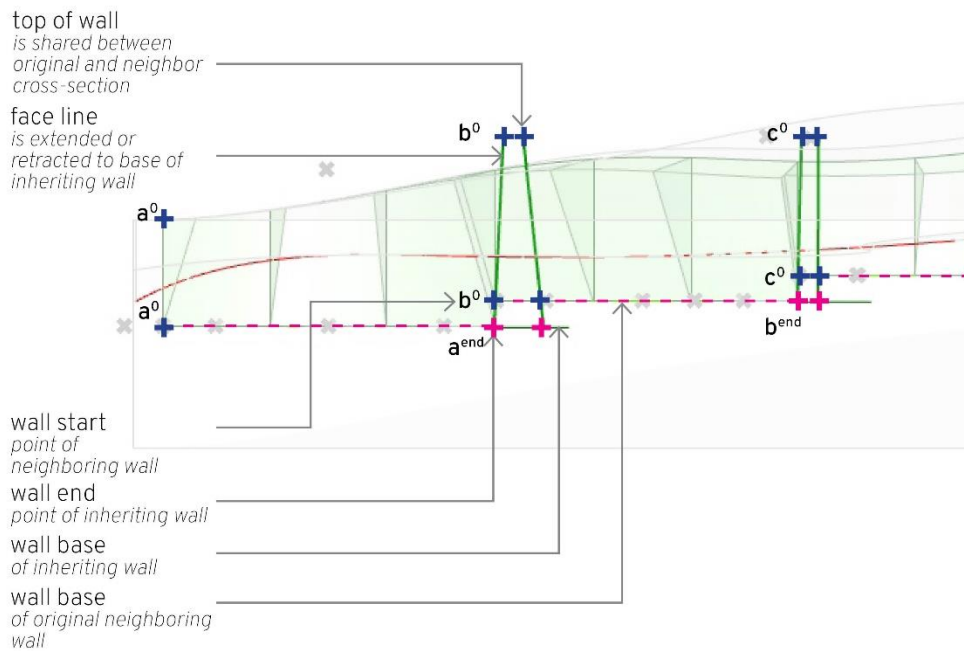 top of wall
is shared between
original and neighbor
cross-section
face line
is extended or
retracted to base of
inheriting wall
b⁰
c⁰
a⁰
c⁰
b⁰
a⁰
b^end
a^end
wall start
point of
neighboring wall
wall end
point of inheriting wall
wall base
of inheriting wall
wall base
of original neighboring
wall